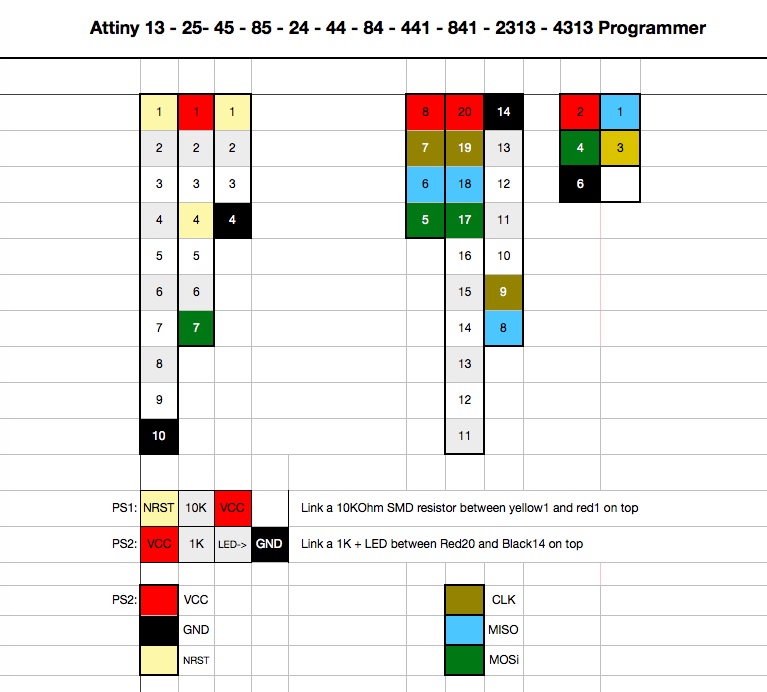 Attiny 13 - 25- 45 - 85 - 24 - 44 - 84 - 441 - 841 - 2313 - 4313 Programmer
1 1 1 8 20 14 2 1
2 2 2 7 19 13 4 3
3 3 3 6 18 12 6
4 4 4 5 17 11
5 5 16 10
6 6 15 9
7 7 14 8
8 13
9 12
10 11
PS1: NRST 10K VCC Link a 10KOhm SMD resistor between yellow1 and red1 on top
PS2: VCC 1K LED-> GND Link a 1K + LED between Red20 and Black14 on top
PS2: VCC CLK
GND MISO
NRST MOSi